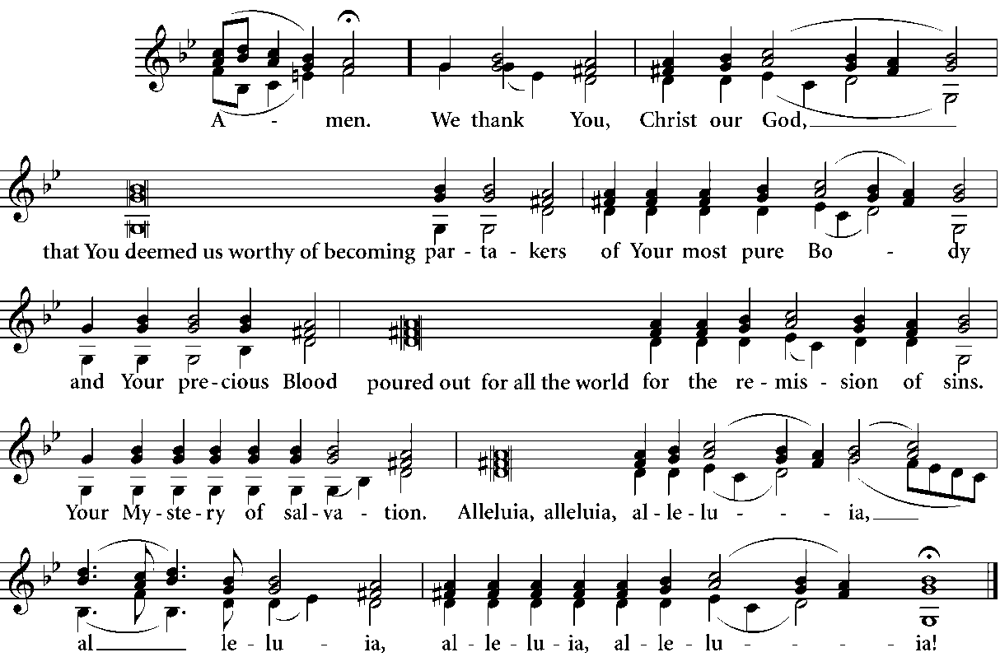 A - men. We thank You, Christ our God,
that You deemed us worthy of becoming par - ta - kers of Your most pure Bo - dy
and Your pre - cious Blood poured out for all the world for the re - mis - sion of sins.
Your My - ste - ry of sal - va - tion. Alleluia, alleluia, al - le - lu - - - ia,
al le - lu - ia, al - le - lu - ia, al - le - lu - - - - ia!